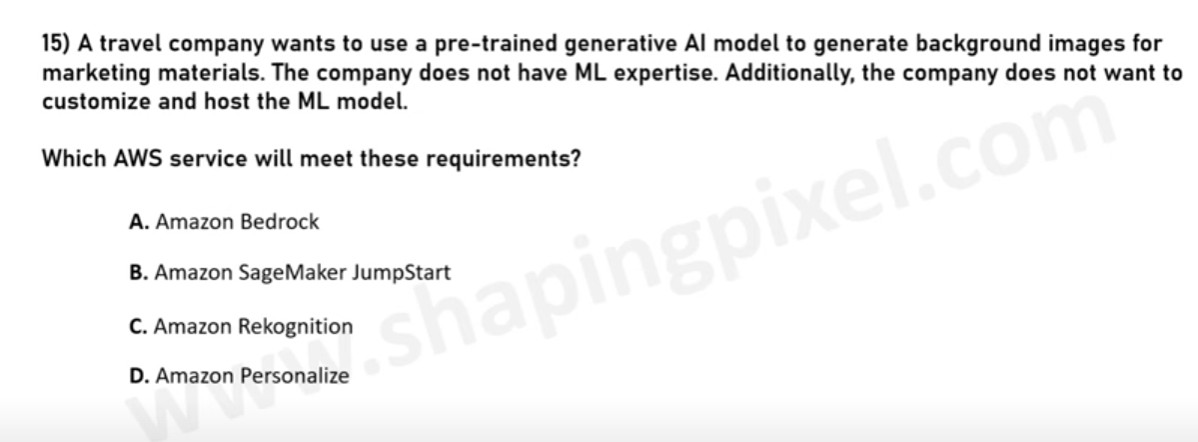 15) A travel company wants to use a pre-trained generative AI model to generate background images for
marketing materials. The company does not have ML expertise. Additionally, the company does not want to
customize and host the ML model.
Which AWS service will meet these requirements?
A. Amazon Bedrock
B. Amazon SageMaker JumpStart
C. Amazon Rekognition
D. Amazon Personalize
www.shapingpixel.com